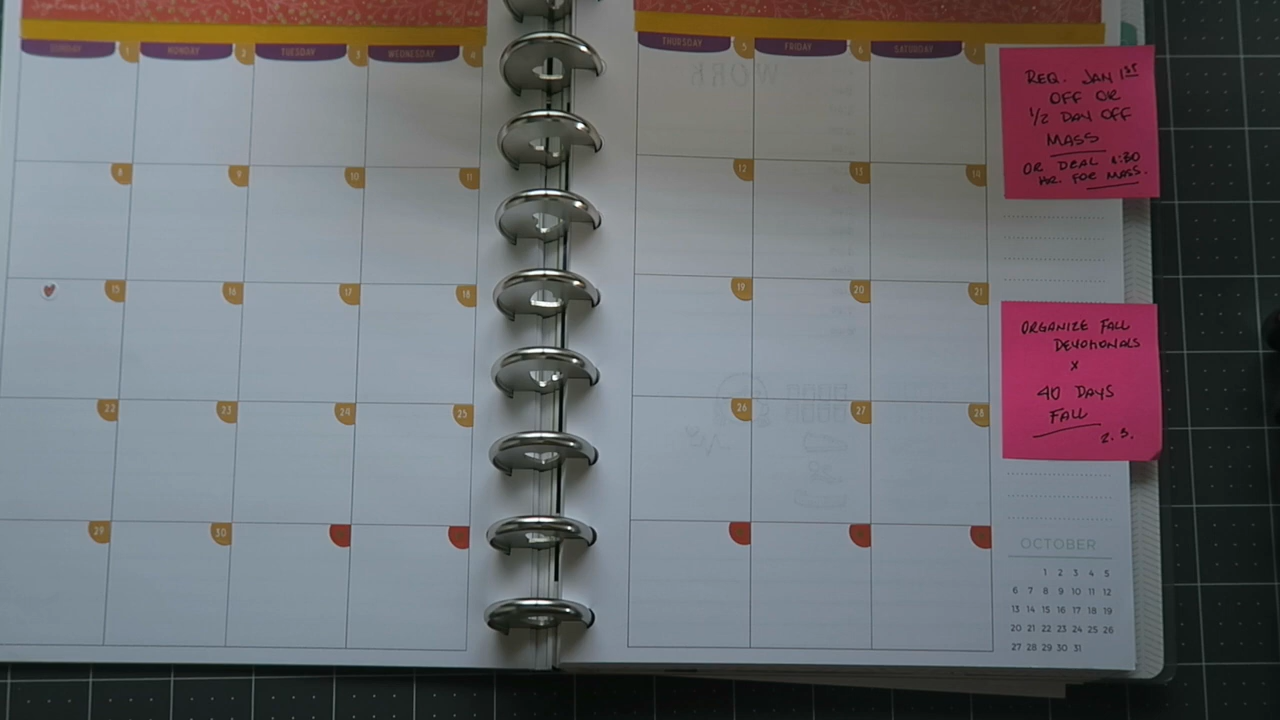 SUNDAY 1 MONDAY 2 TUESDAY 3 WEDNESDAY 4 THURSDAY 5 FRIDAY 6 SATURDAY 7
WORK
REQ. JAN 1ST
OFF OR
1/2 DAY OFF
MASS
OR DEAL 1:30
HR. FOR MASS.
8 9 10 11 12 13 14
15 16 17 18 19 20 21
ORGANIZE FALL
DEVOTIONALS
X
40 DAYS
FALL
2.3.
22 23 24 25 26 27 28
29 30
OCTOBER
1 2 3 4 5
6 7 8 9 10 11 12
13 14 15 16 17 18 19
20 21 22 23 24 25 26
27 28 29 30 31